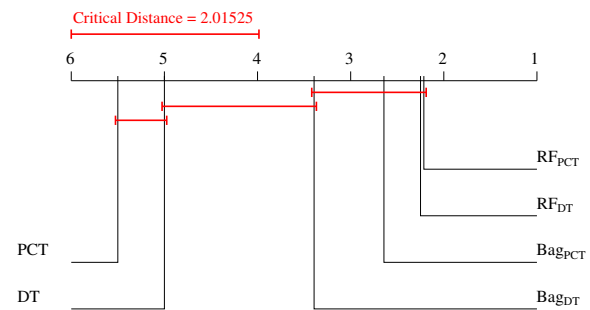 Critical Distance = 2.01525
6 5 4 3 2 1
RF_PCT
RF_DT
PCT Bag_PCT
DT Bag_DT